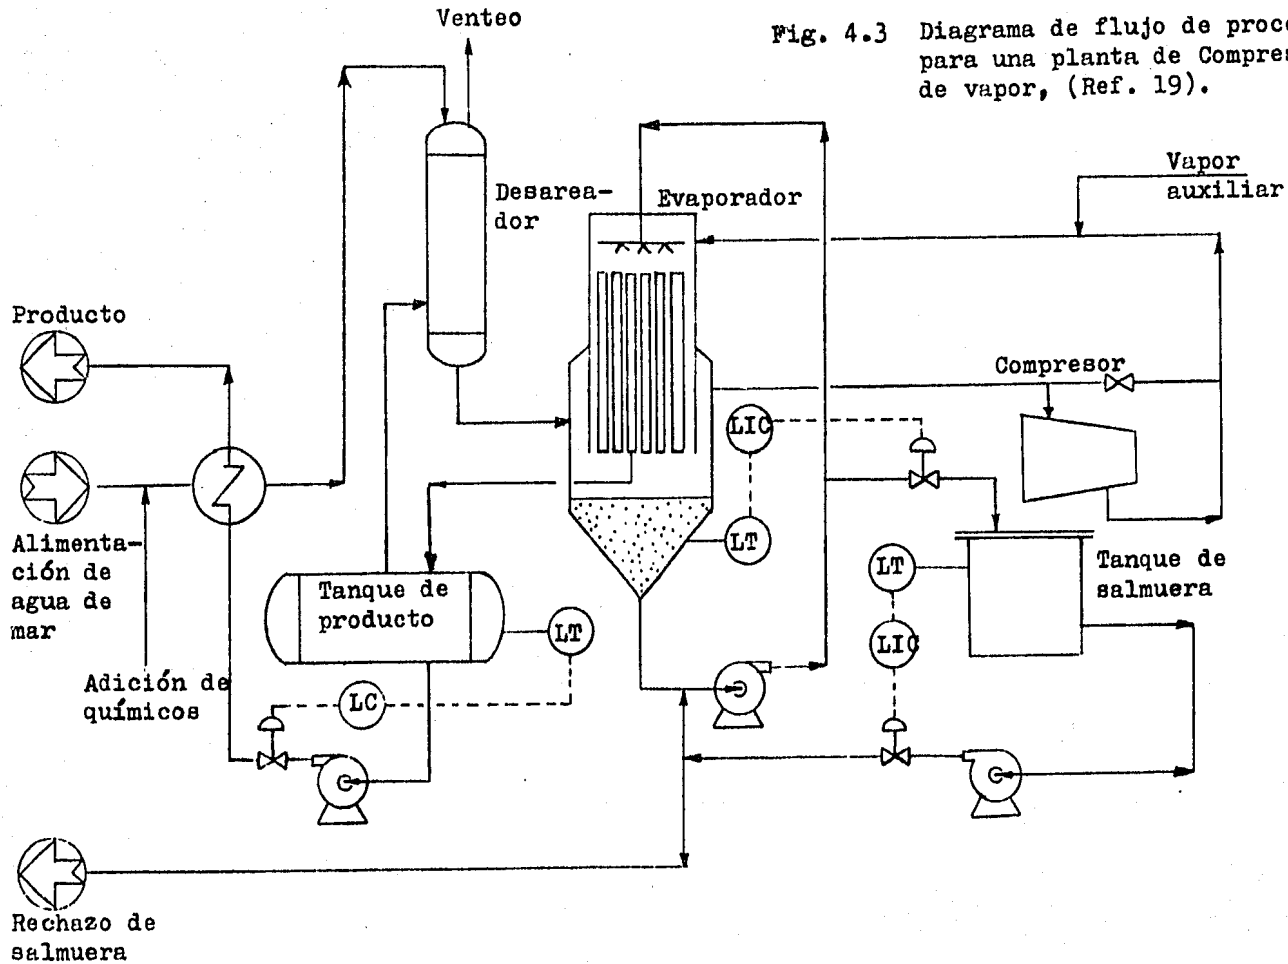 Venteo
Fig. 4.3 Diagrama de flujo de proc
para una planta de Compres
de vapor, (Ref. 19).
Vapor
auxiliar
Desarea-
dor
Evaporador
Producto
Compresor
LIC
Alimenta-
ción de
agua de
mar
LT
Tanque de
producto
LT
LT
Tanque de
salmuera
LIC
Adición de
químicos
LC
Rechazo de
salmuera